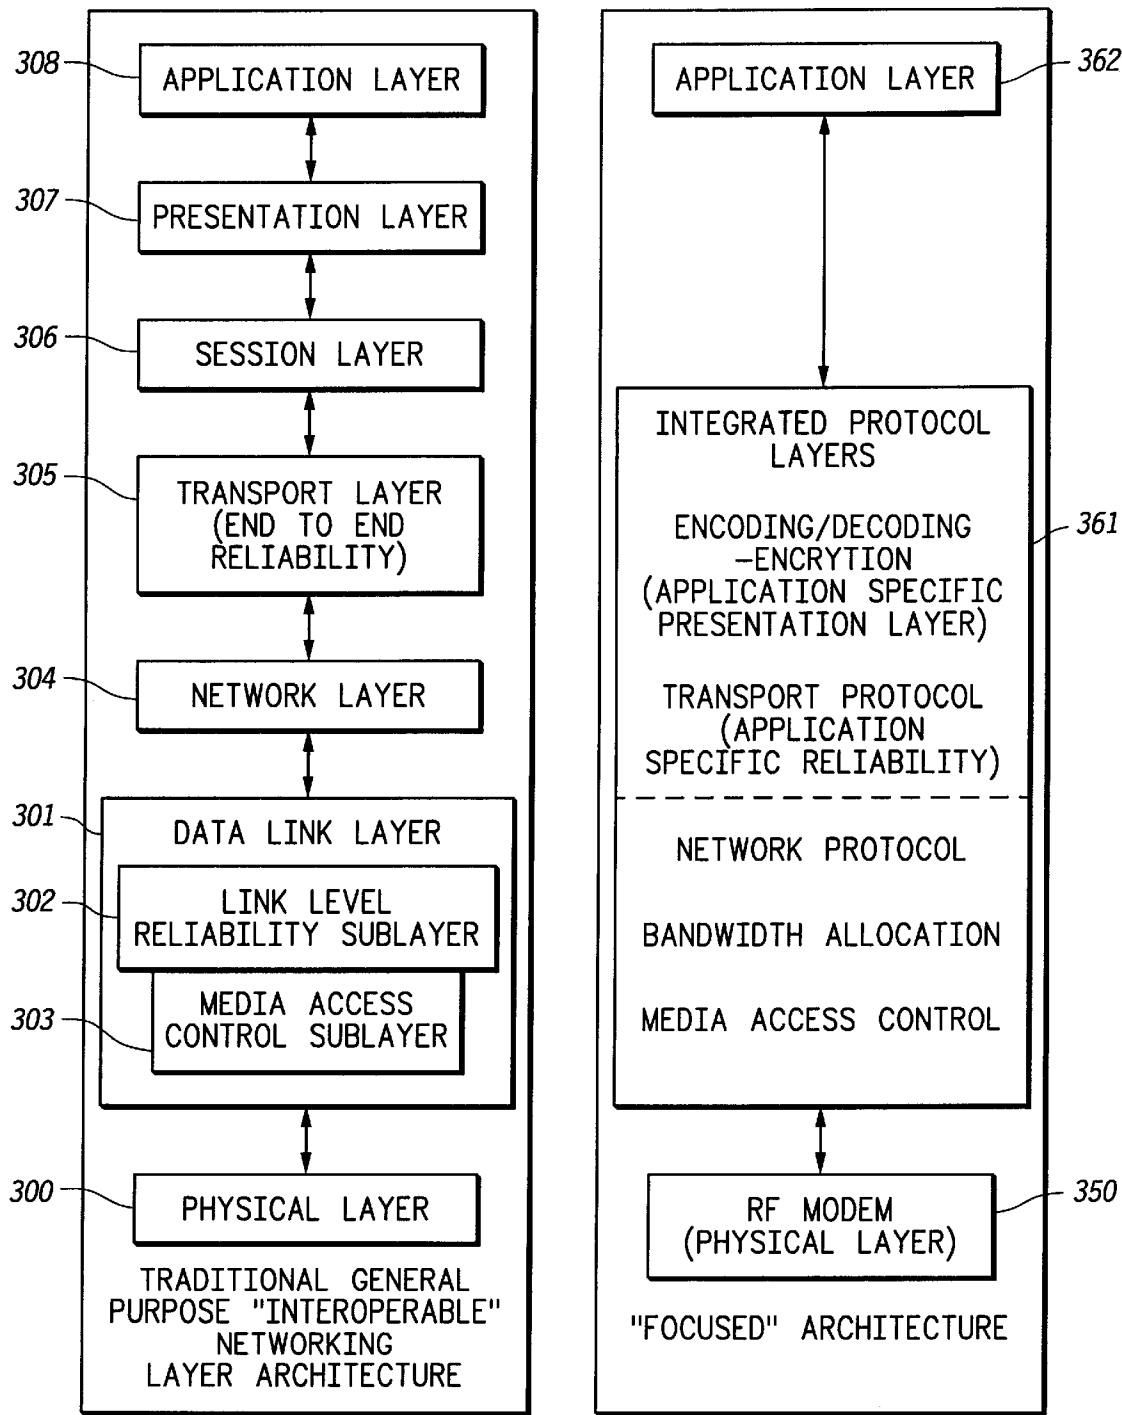 308
APPLICATION LAYER
307
PRESENTATION LAYER
306
SESSION LAYER
305
TRANSPORT LAYER
(END TO END
RELIABILITY)
304
NETWORK LAYER
301
DATA LINK LAYER
302
LINK LEVEL
RELIABILITY SUBLAYER
303
MEDIA ACCESS
CONTROL SUBLAYER
300
PHYSICAL LAYER
TRADITIONAL GENERAL
PURPOSE "INTEROPERABLE"
NETWORKING
LAYER ARCHITECTURE
362
APPLICATION LAYER
INTEGRATED PROTOCOL
LAYERS
361
ENCODING/DECODING
-ENCRYTION
(APPLICATION SPECIFIC
PRESENTATION LAYER)
TRANSPORT PROTOCOL
(APPLICATION
SPECIFIC RELIABILITY)
NETWORK PROTOCOL
BANDWIDTH ALLOCATION
MEDIA ACCESS CONTROL
350
RF MODEM
(PHYSICAL LAYER)
"FOCUSED" ARCHITECTURE